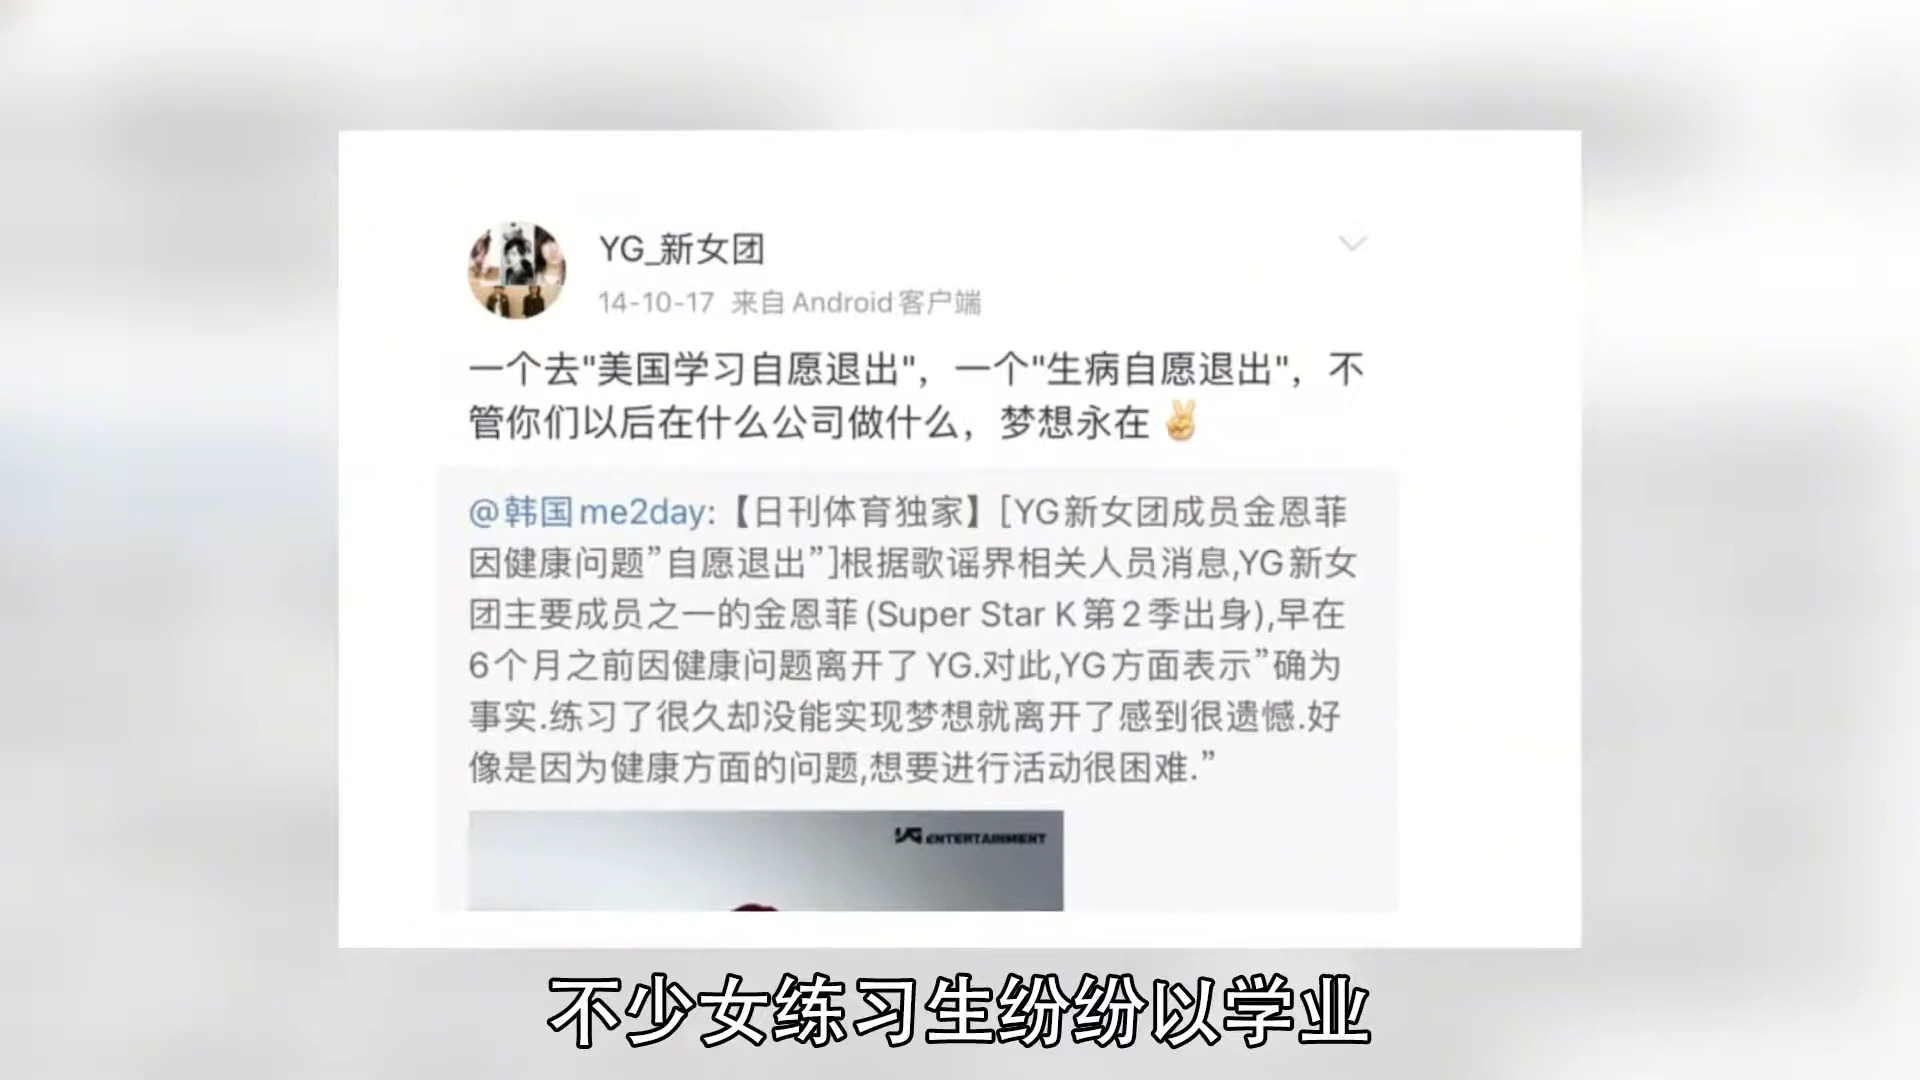 YG_新女团
14-10-17 来自Android客户端
一个去"美国学习自愿退出"，一个"生病自愿退出"，不
管你们以后在什么公司做什么，梦想永在✌
@韩国me2day:【日刊体育独家】[YG新女团成员金恩菲
因健康问题”自愿退出”]根据歌谣界相关人员消息,YG新女
团主要成员之一的金恩菲(Super Star K第2季出身),早在
6个月之前因健康问题离开了YG.对此,YG方面表示”确为
事实.练习了很久却没能实现梦想就离开了感到很遗憾.好
像是因为健康方面的问题,想要进行活动很困难.”
YG ENTERTAINMENT
不少女练习生纷纷以学业